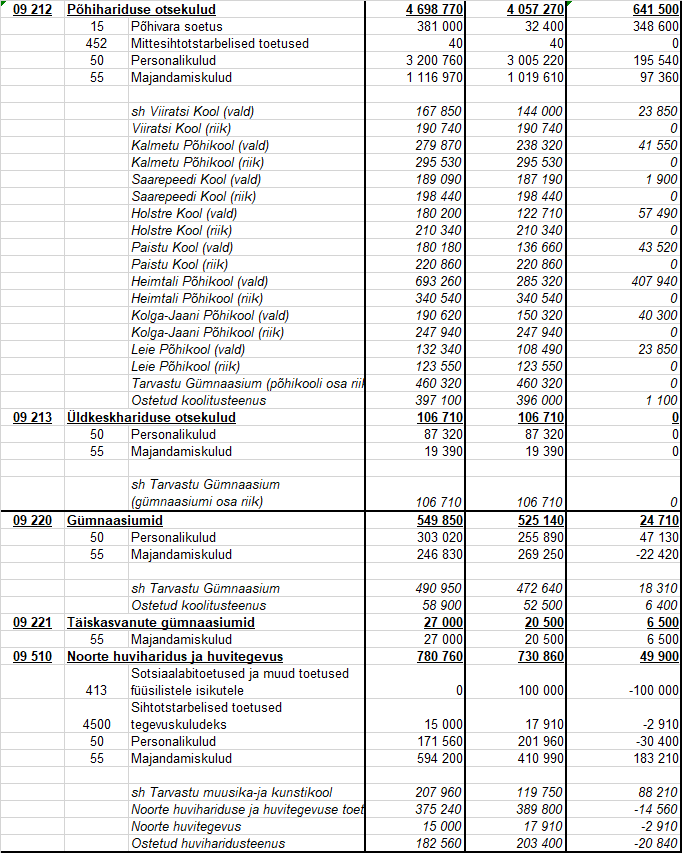 09 212 Põhihariduse otsekulud 4 698 770 4 057 270 641 500
15 Põhivara soetus 381 000 32 400 348 600
452 Mittesihtotstarbelised toetused 40 40 0
50 Personalikulud 3 200 760 3 005 220 195 540
55 Majandamiskulud 1 116 970 1 019 610 97 360
sh Viiratsi Kool (vald) 167 850 144 000 23 850
Viiratsi Kool (riik) 190 740 190 740 0
Kalmetu Põhikool (vald) 279 870 238 320 41 550
Kalmetu Põhikool (riik) 295 530 295 530 0
Saarepeedi Kool (vald) 189 090 187 190 1 900
Saarepeedi Kool (riik) 198 440 198 440 0
Holstre Kool (vald) 180 200 122 710 57 490
Holstre Kool (riik) 210 340 210 340 0
Paistu Kool (vald) 180 180 136 660 43 520
Paistu Kool (riik) 220 860 220 860 0
Heimtali Põhikool (vald) 693 260 285 320 407 940
Heimtali Põhikool (riik) 340 540 340 540 0
Kolga-Jaani Põhikool (vald) 190 620 150 320 40 300
Kolga-Jaani Põhikool (riik) 247 940 247 940 0
Leie Põhikool (vald) 132 340 108 490 23 850
Leie Põhikool (riik) 123 550 123 550 0
Tarvastu Gümnaasium (põhikooli osa riil 460 320 460 320 0
Ostetud koolitusteenus 397 100 396 000 1 100
09 213 Üldkeskhariduse otsekulud 106 710 106 710 0
50 Personalikulud 87 320 87 320 0
55 Majandamiskulud 19 390 19 390 0
sh Tarvastu Gümnaasium
(gümnaasiumi osa riik) 106 710 106 710 0
09 220 Gümnaasiumid 549 850 525 140 24 710
50 Personalikulud 303 020 255 890 47 130
55 Majandamiskulud 246 830 269 250 -22 420
sh Tarvastu Gümnaasium 490 950 472 640 18 310
Ostetud koolitusteenus 58 900 52 500 6 400
09 221 Täiskasvanute gümnaasiumid 27 000 20 500 6 500
55 Majandamiskulud 27 000 20 500 6 500
09 510 Noorte huviharidus ja huvitegevus 780 760 730 860 49 900
Sotsiaalabitoetused ja muud toetused
413 füüsilistele isikutele 0 100 000 -100 000
Sihtotstarbelised toetused
4500 tegevuskuludeks 15 000 17 910 -2 910
50 Personalikulud 171 560 201 960 -30 400
55 Majandamiskulud 594 200 410 990 183 210
sh Tarvastu muusika-ja kunstikool 207 960 119 750 88 210
Noorte huvihariduse ja huvitegevuse toet 375 240 389 800 -14 560
Noorte huvitegevus 15 000 17 910 -2 910
Ostetud huviharidusteenus 182 560 203 400 -20 840